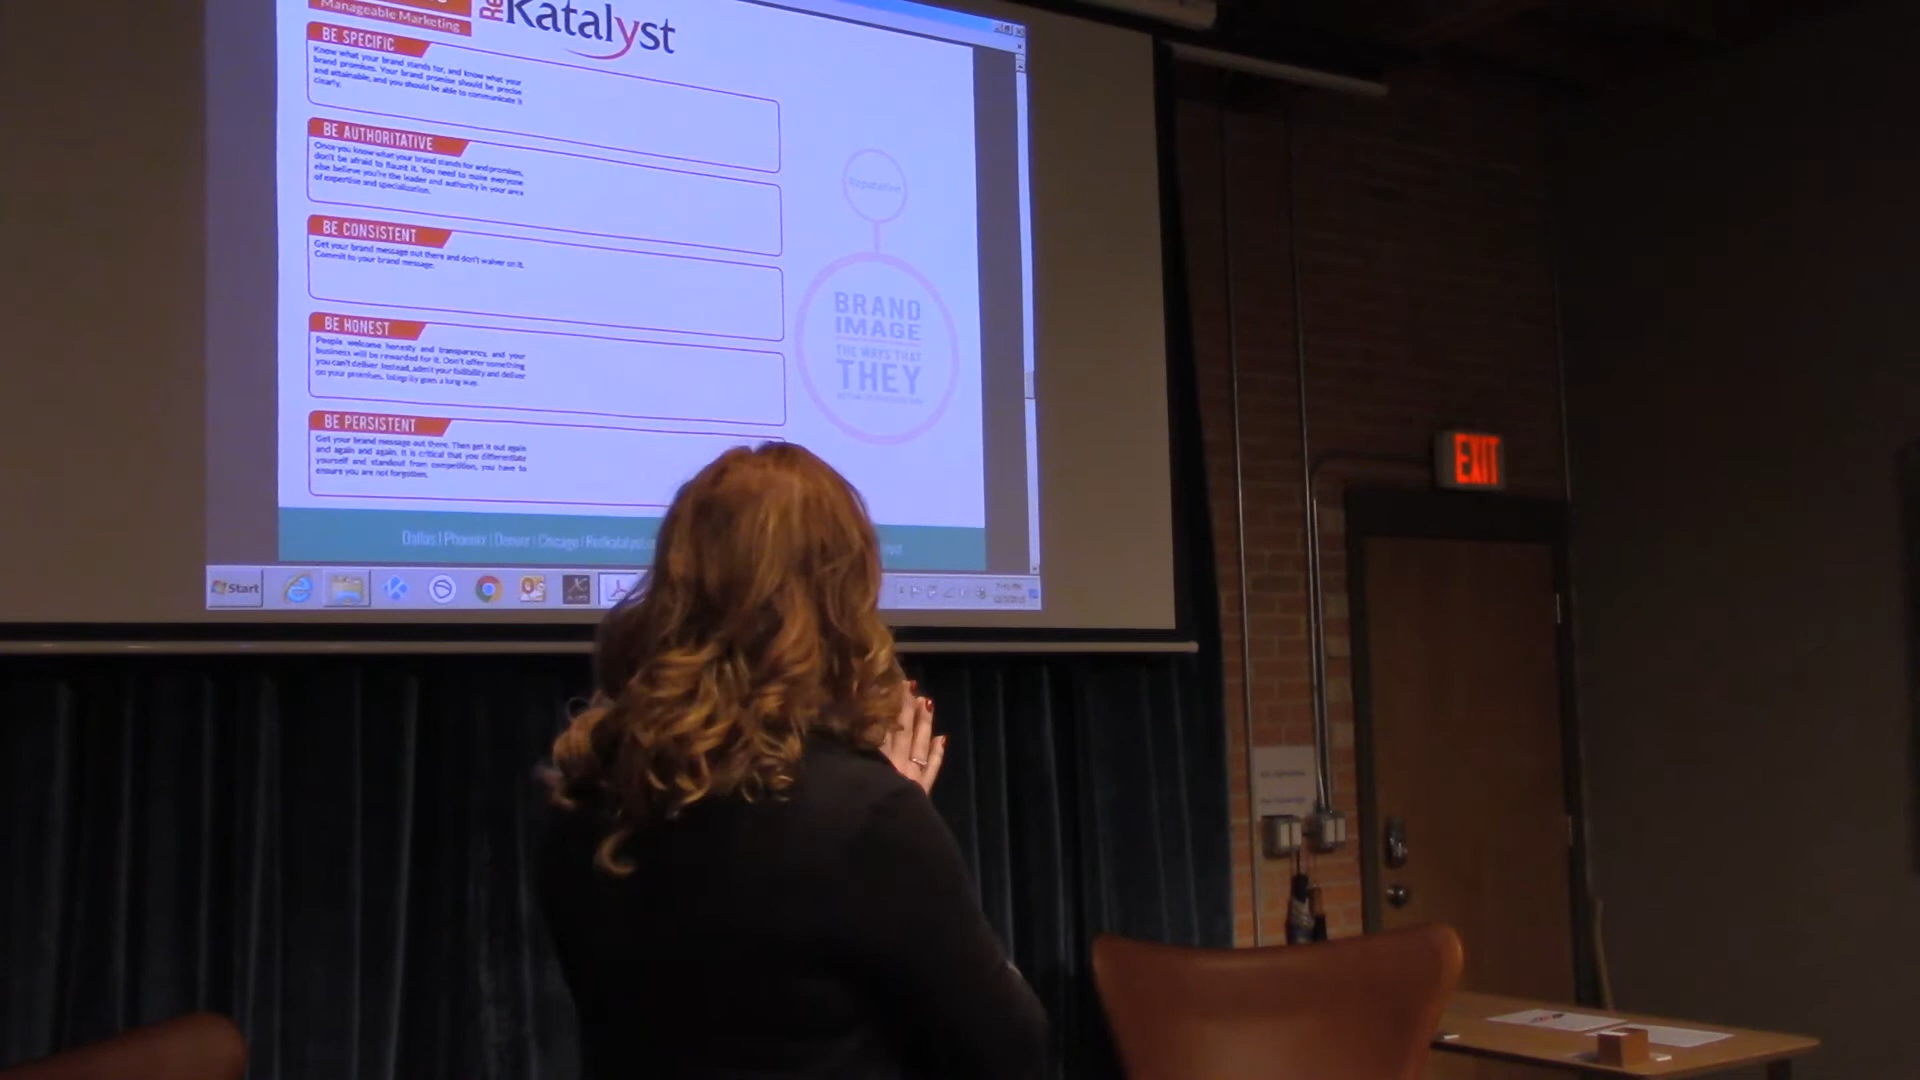 Manageable Marketing
Red Katalyst
BE SPECIFIC
Know what your brand stands for, and know what your
brand promises. Your brand promise should be precise
and attainable, and you should be able to communicate it
clearly.
BE AUTHORITATIVE
Once you know what your brand stands for and promises,
don't be afraid to flaunt it. You need to make everyone
else believe you're the leader and authority in your area
of expertise and specialization.
BE CONSISTENT
Get your brand message out there and don't waiver on it.
Commit to your brand message.
BE HONEST
People welcome honesty and transparency, and your
business will be rewarded for it. Don't offer something
you can't deliver. Instead, admit your fallibility and deliver
on your promises. Integrity goes a long way.
BE PERSISTENT
Get your brand message out there. Then get it out again
and again and again. It is critical that you differentiate
yourself and standout from competition, you have to
ensure you are not forgotten.
Reputation
BRAND
IMAGE
THE WAYS THAT
THEY
Dallas | Phoenix | Denver | Chicago | Redkatalyst
Start
EXIT